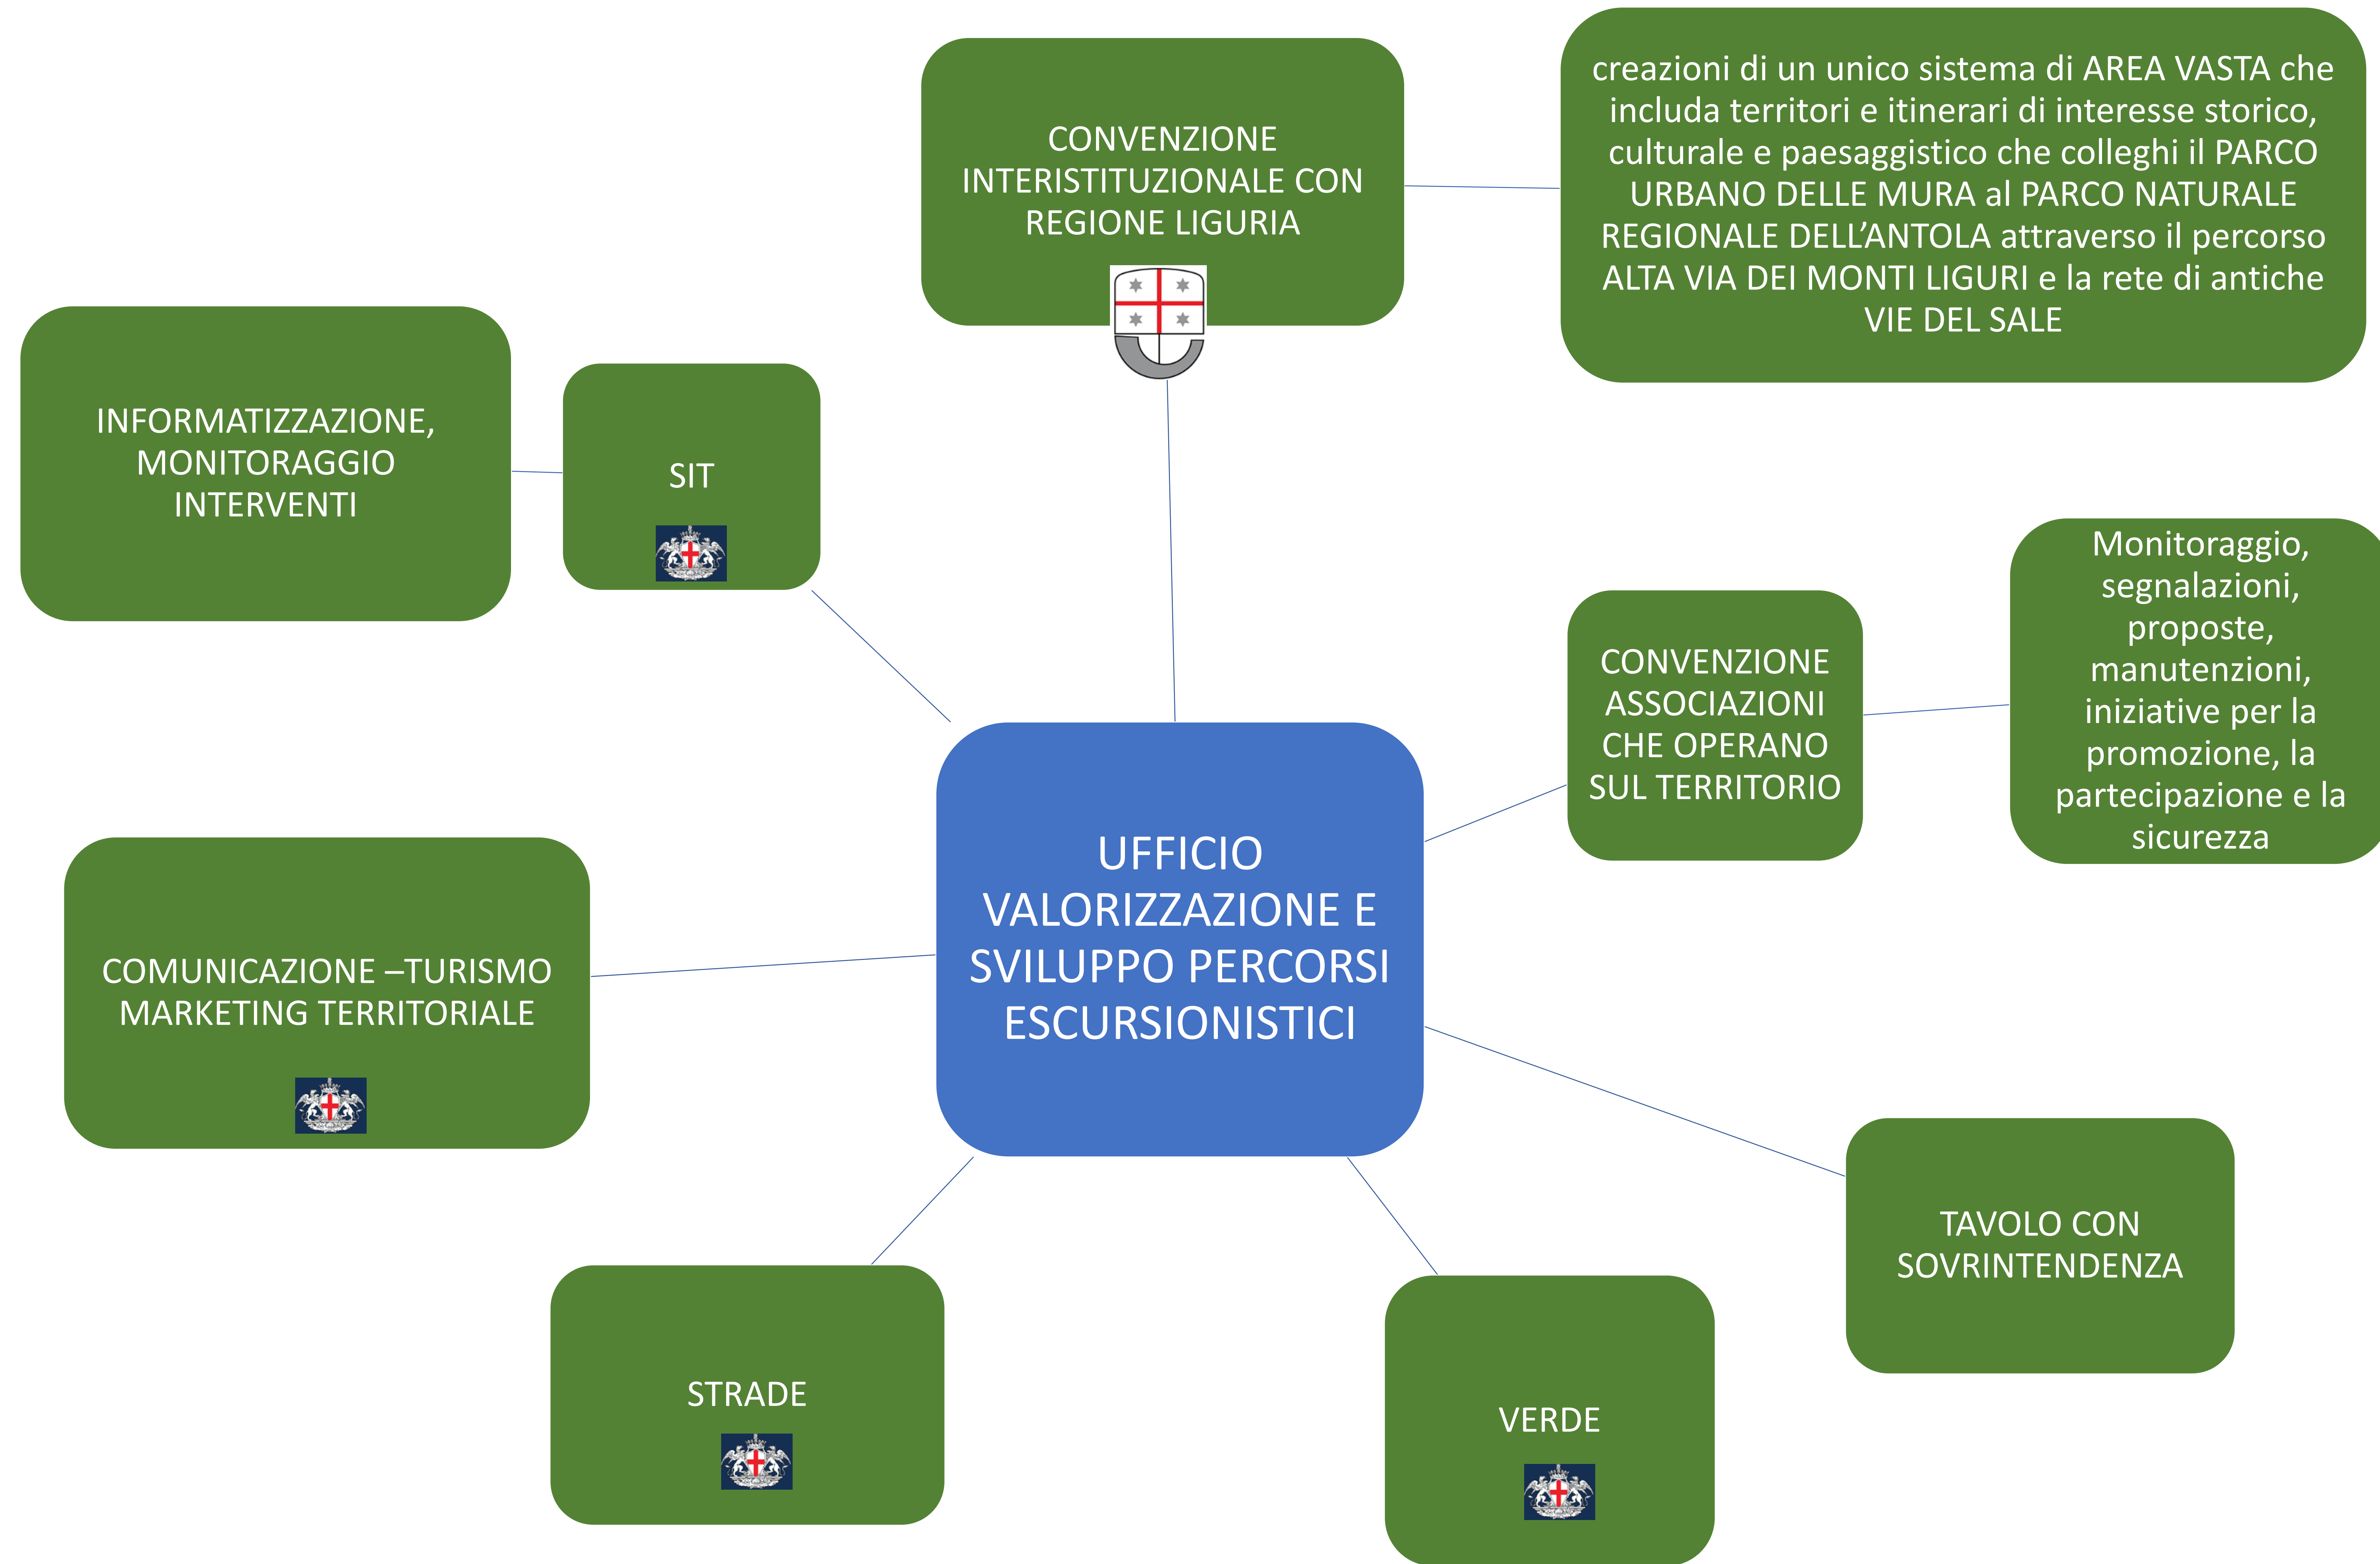 CONVENZIONE
INTERISTITUZIONALE CON
REGIONE LIGURIA
creazioni di un unico sistema di AREA VASTA che
includa territori e itinerari di interesse storico,
culturale e paesaggistico che colleghi il PARCO
URBANO DELLE MURA al PARCO NATURALE
REGIONALE DELL’ANTOLA attraverso il percorso
ALTA VIA DEI MONTI LIGURI e la rete di antiche
VIE DEL SALE
INFORMATIZZAZIONE,
MONITORAGGIO
INTERVENTI
SIT
CONVENZIONE
ASSOCIAZIONI
CHE OPERANO
SUL TERRITORIO
Monitoraggio,
segnalazioni,
proposte,
manutenzioni,
iniziative per la
promozione, la
partecipazione e la
sicurezza
UFFICIO
VALORIZZAZIONE E
SVILUPPO PERCORSI
ESCURSIONISTICI
COMUNICAZIONE –TURISMO
MARKETING TERRITORIALE
TAVOLO CON
SOVRINTENDENZA
STRADE
VERDE